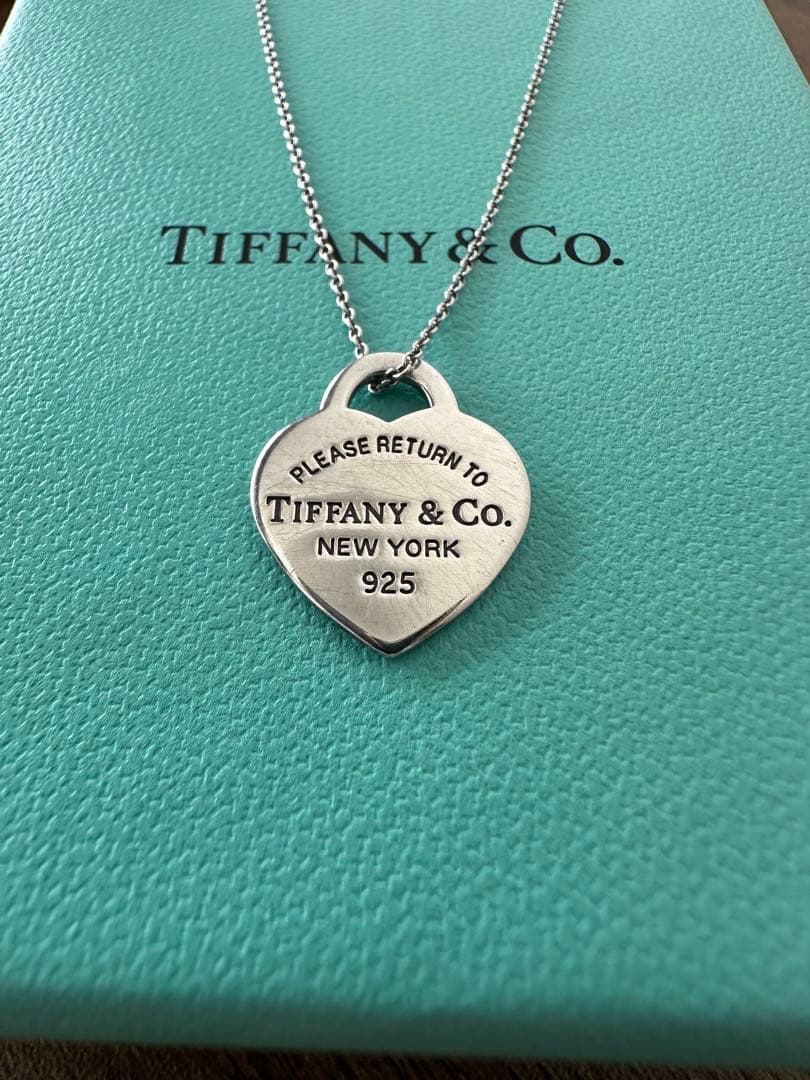 TIFFANY & CO.
PLEASE RETURN TO
TIFFANY & CO.
NEW YORK
925